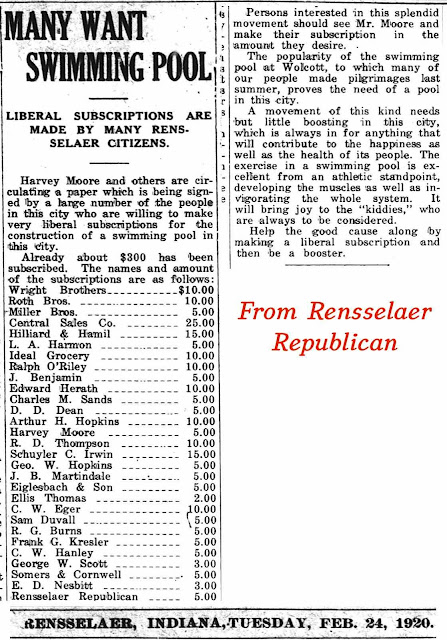 MANY WANT
SWIMMING POOL
LIBERAL SUBSCRIPTIONS ARE
MADE BY MANY RENS-
SELAER CITIZENS.
Harvey Moore and others are cir-
culating a paper which is being sign-
ed by a large number of the people
in this city who are willing to make
very liberal subscriptions for the
construction of a swimming pool in
this city.
Already about $300 has been
subscribed. The names and amount
of the subscriptions are as follows:
Wright Brothers ---------- $10.00
Roth Bros. ---------- 10.00
Miller Bros. ---------- 5.00
Central Sales Co. ---------- 25.00
Hilliard & Hamil ---------- 15.00
L. A. Harmon ---------- 5.00
Ideal Grocery ---------- 10.00
Ralph O'Riley ---------- 10.00
J. Benjamin ---------- 5.00
Edward Herath ---------- 10.00
Charles M. Sands ---------- 5.00
D. D. Dean ---------- 5.00
Arthur H. Hopkins ---------- 10.00
Harvey Moore ---------- 5.00
R. D. Thompson ---------- 10.00
Schuyler C. Irwin ---------- 15.00
Geo. W. Hopkins ---------- 5.00
J. B. Martindale ---------- 5.00
Eiglesbach & Son ---------- 5.00
Ellis Thomas ---------- 2.00
C. W. Eger ---------- 10.00
Sam Duvall ---------- 5.00
R. G. Burns ---------- 5.00
Frank G. Kresler ---------- 5.00
C. W. Hanley ---------- 5.00
George W. Scott ---------- 3.00
Somers & Cornwell ---------- 5.00
E. D. Nesbitt ---------- 3.00
Rensselaer Republican ---------- 5.00
Persons interested in this splendid
movement should see Mr. Moore and
make their subscription in the
amount they desire.
The popularity of the swimming
pool at Wolcott, to which many of
our people made pilgrimages last
summer, proves the need of a pool
in this city.
A movement of this kind needs
but little boosting in this city,
which is always in for anything that
will contribute to the happiness as
well as the health of its people. The
exercise in a swimming pool is ex-
cellent from an athletic standpoint,
developing the muscles as well as in-
vigorating the whole system. It
will bring joy to the "kiddies," who
are always to be considered.
Help the good cause along by
making a liberal subscription and
then be a booster.
From Rensselaer
Republican
RENSSELAER, INDIANA, TUESDAY, FEB. 24, 1920.